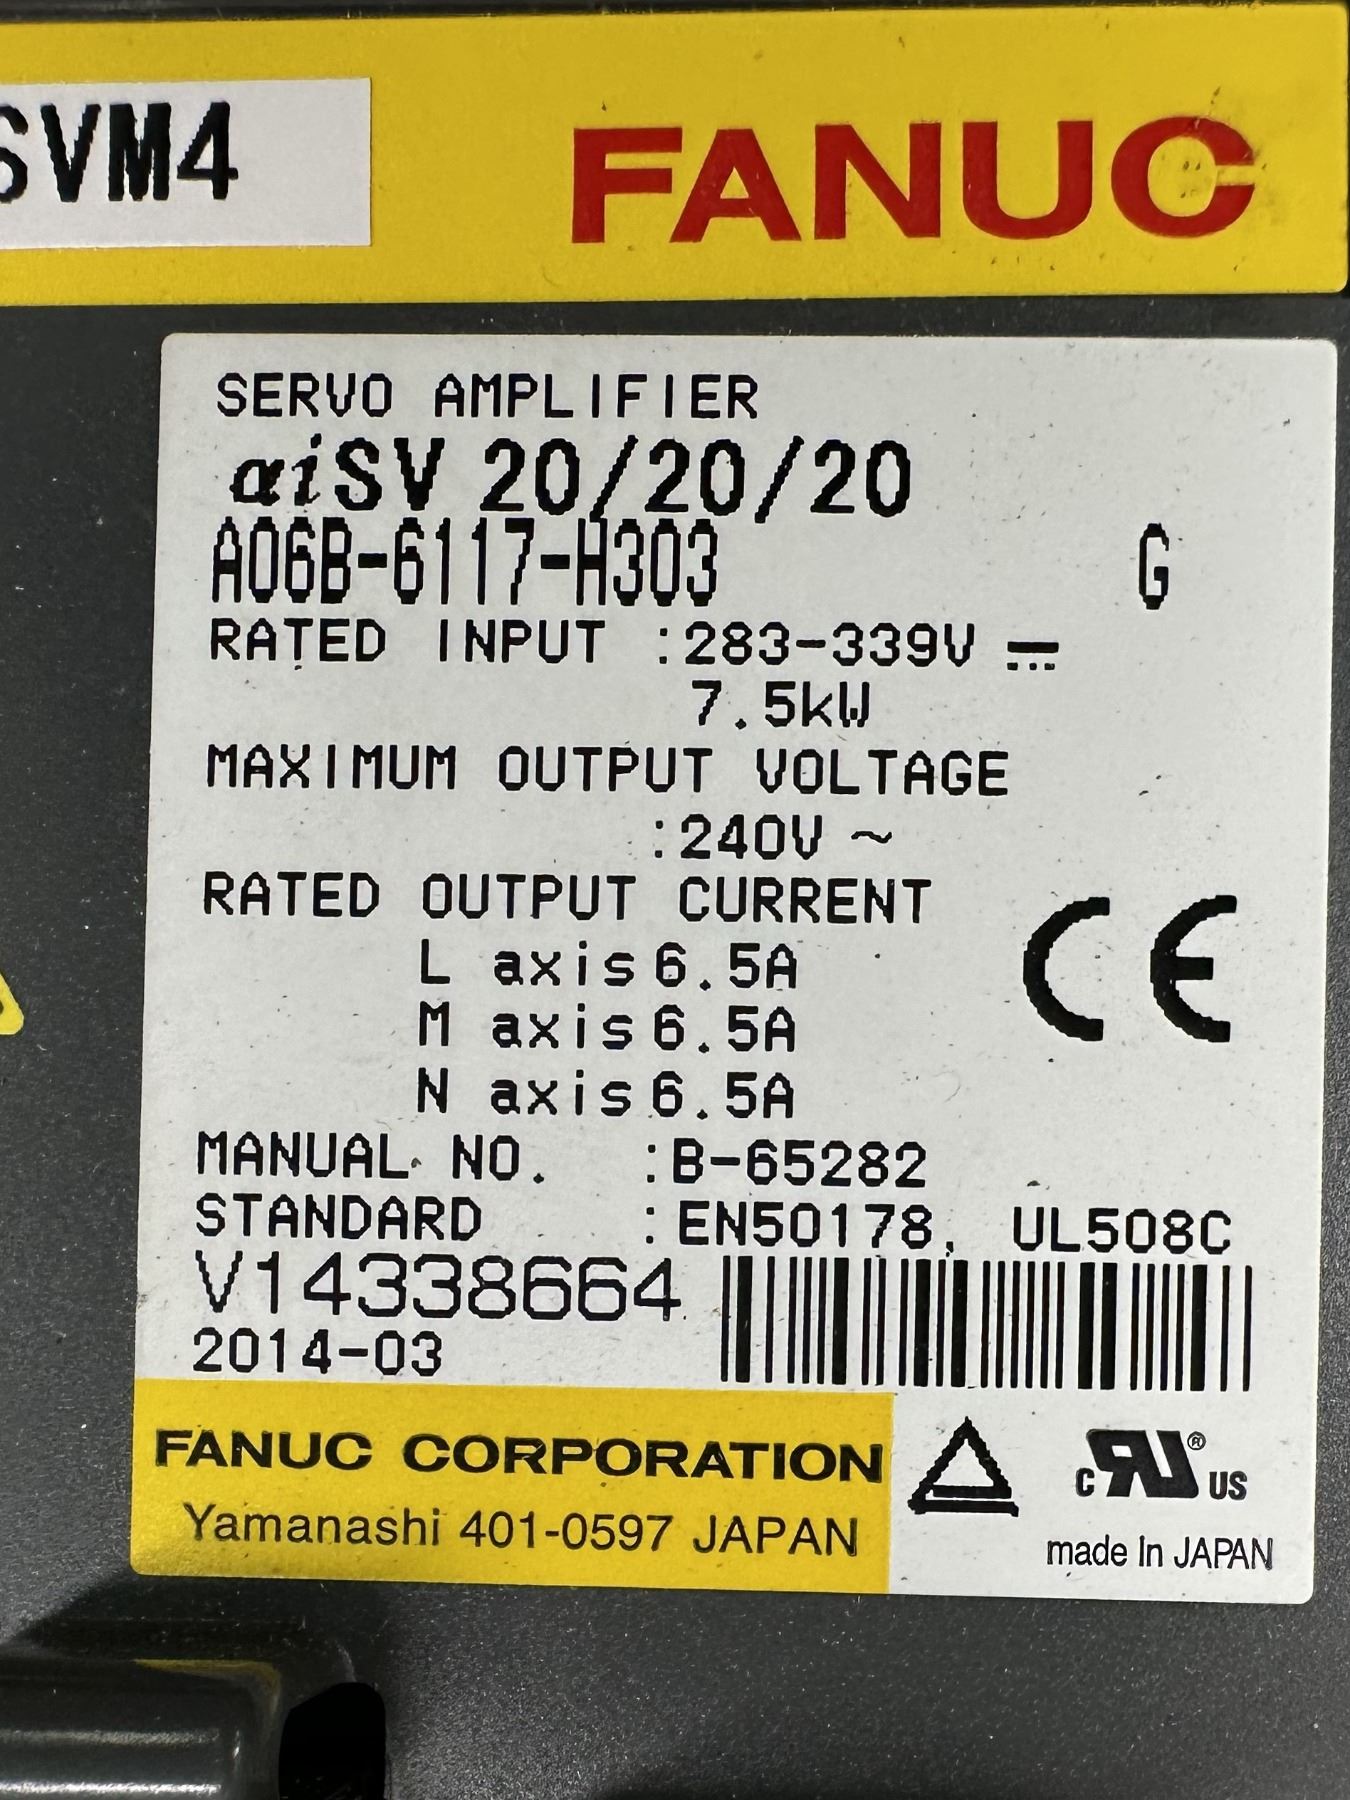 SVM4
FANUC
SERVO AMPLIFIER
αiSV 20/20/20
A06B-6117-H303 G
RATED INPUT :283-339V ⎓
7.5kW
MAXIMUM OUTPUT VOLTAGE
:240V ~
RATED OUTPUT CURRENT
L axis 6.5A
M axis 6.5A
N axis 6.5A
CE
MANUAL NO. :B-65282
STANDARD :EN50178, UL508C
V14338664
2014-03
FANUC CORPORATION
Yamanashi 401-0597 JAPAN
c RU ® US
made In JAPAN